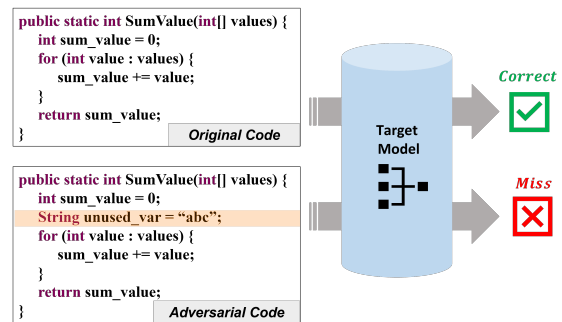 public static int SumValue(int[] values) {
int sum_value = 0;
for (int value : values) {
sum_value += value;
}
return sum_value;
}
Original Code
public static int SumValue(int[] values) {
int sum_value = 0;
String unused_var = “abc”;
for (int value : values) {
sum_value += value;
}
return sum_value;
}
Adversarial Code
Target
Model
Correct
Miss